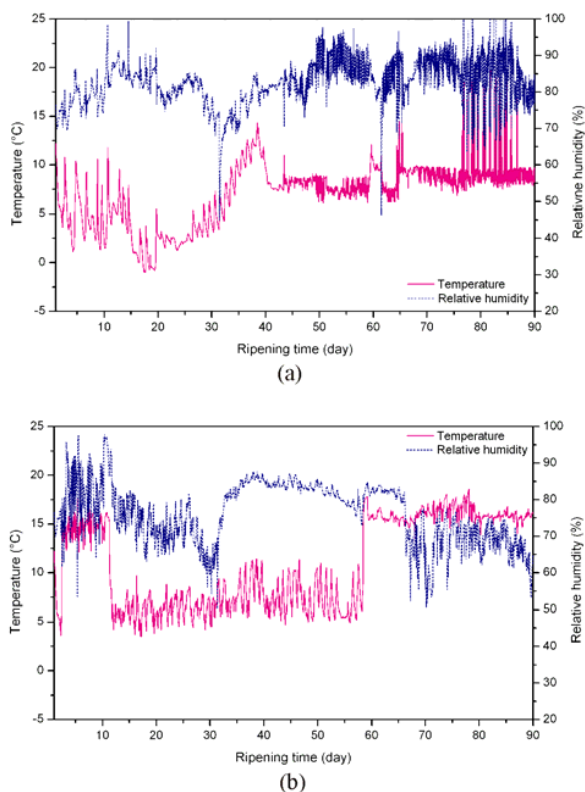 25
20
15
10
5
0
-5
Temperature (°C)
100
90
80
70
60
50
40
30
20
Relativne humidity (%)
Temperature
Relative humidity
10 20 30 40 50 60 70 80 90
Ripening time (day)
(a)
25
20
15
10
5
0
-5
Temperature (°C)
100
90
80
70
60
50
40
30
20
Relative humidity (%)
Temperature
Relative humidity
10 20 30 40 50 60 70 80 90
Ripening time (day)
(b)